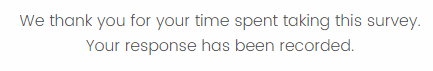 We thank you for your time spent taking this survey.
Your response has been recorded.